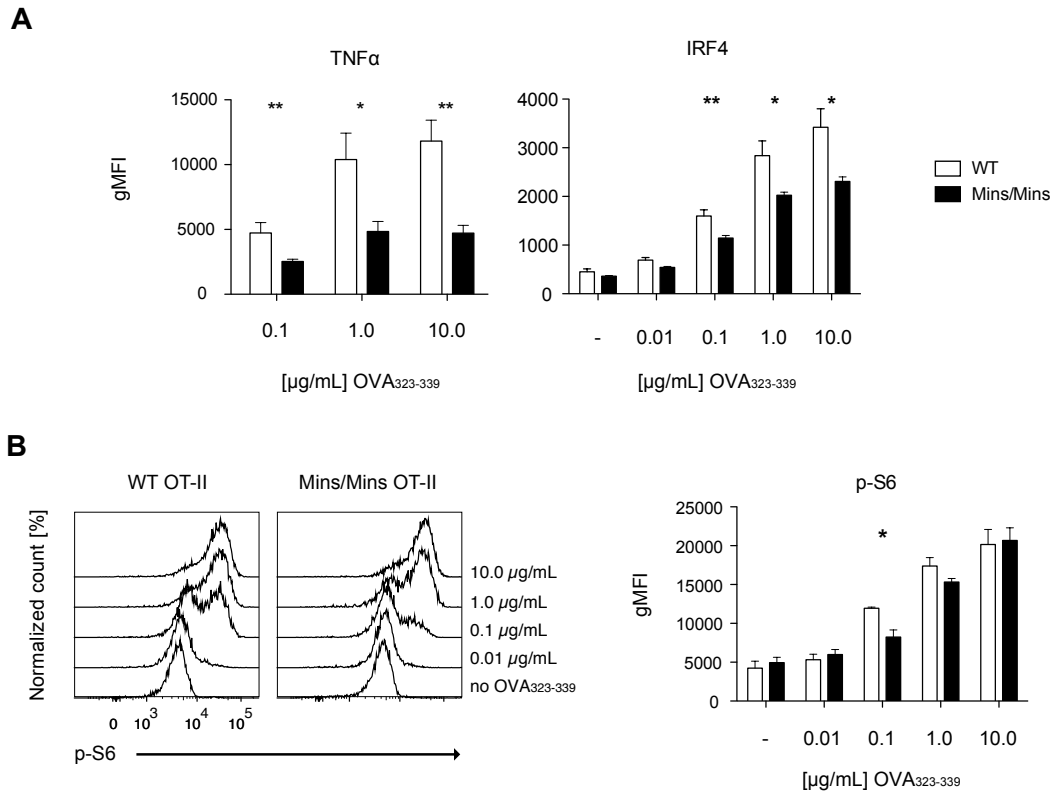 A
TNFα
gMFI
15000
10000
5000
0
** * **
0.1 1.0 10.0
[µg/mL] OVA323-339
IRF4
4000
3000
2000
1000
0
** * *
- 0.01 0.1 1.0 10.0
[µg/mL] OVA323-339
WT
Mins/Mins
B
WT OT-II
Mins/Mins OT-II
Normalized count [%]
10.0 µg/mL
1.0 µg/mL
0.1 µg/mL
0.01 µg/mL
no OVA323-339
0 10³ 10⁴ 10⁵
p-S6
p-S6
gMFI
25000
20000
15000
10000
5000
0
*
- 0.01 0.1 1.0 10.0
[µg/mL] OVA323-339